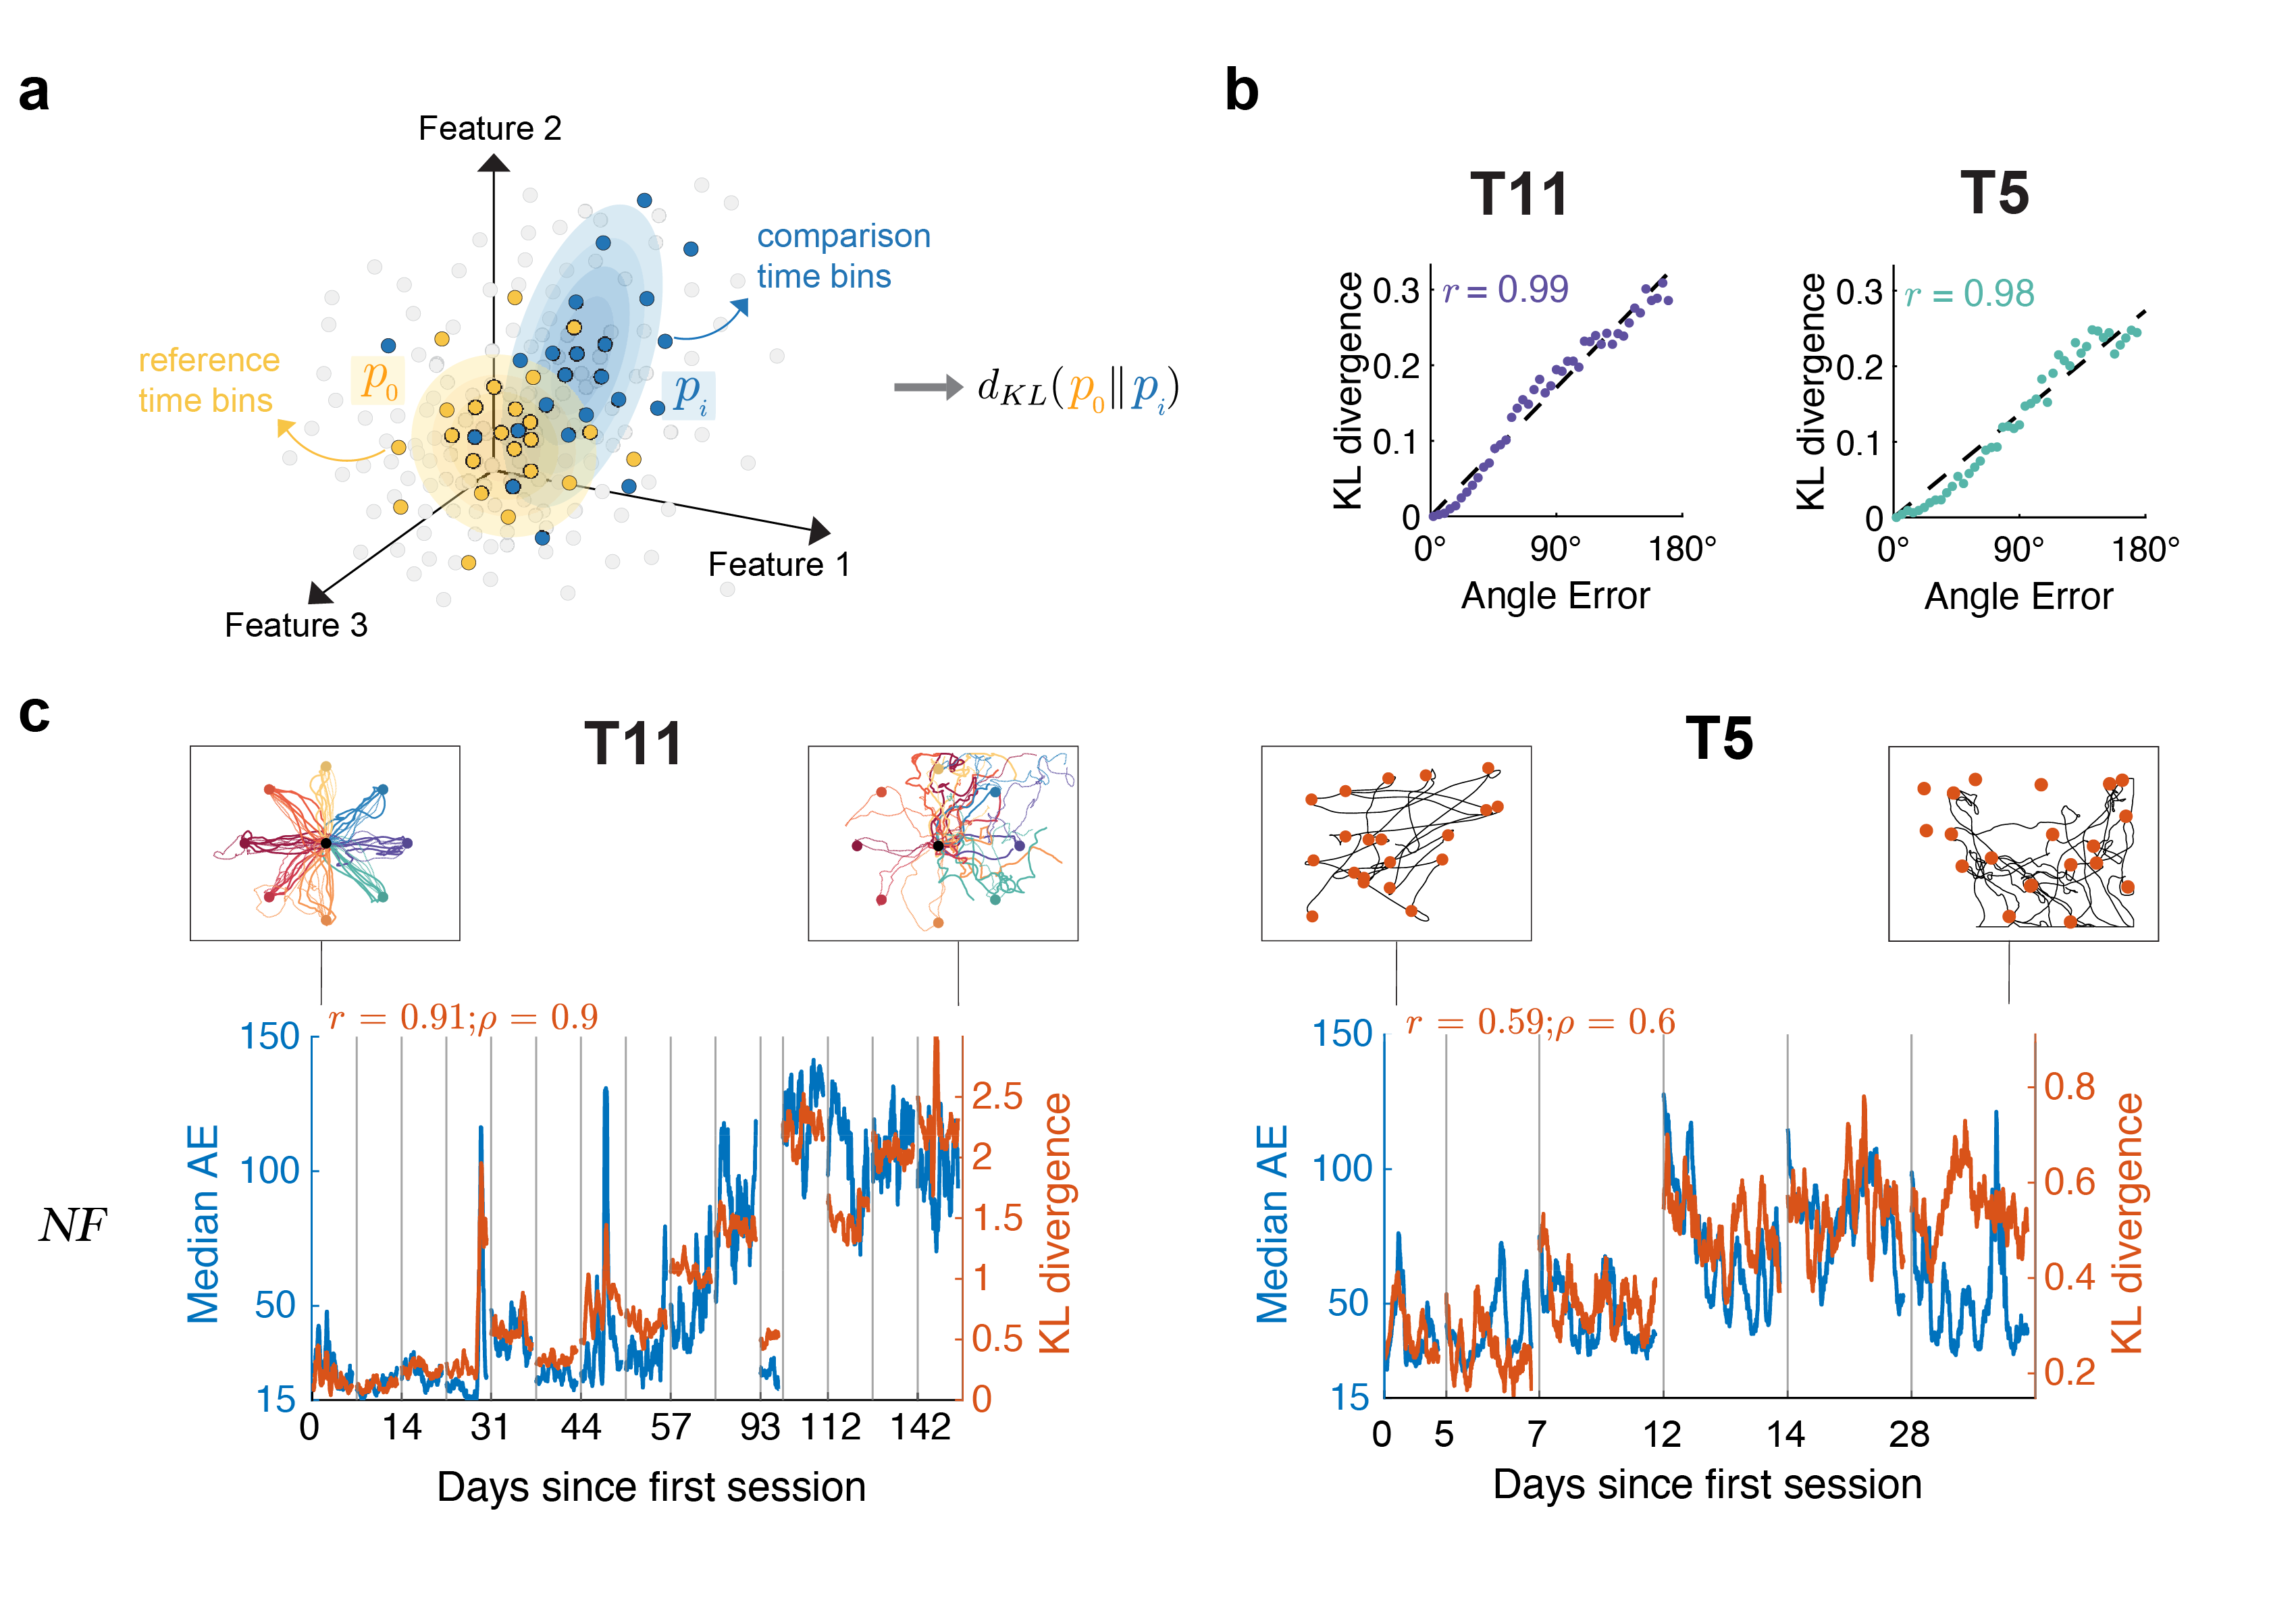 a
Feature 2
comparison
time bins
reference
time bins
p₀
pᵢ
d_KL(p₀‖pᵢ)
Feature 1
Feature 3
b
T11
KL divergence
r = 0.99
0.3
0.2
0.1
0
0° 90° 180°
Angle Error
T5
KL divergence
r = 0.98
0.3
0.2
0.1
0
0° 90° 180°
Angle Error
c
T11
NF
r = 0.91;ρ = 0.9
Median AE
150
100
50
15
KL divergence
2.5
2
1.5
1
0.5
0
0 14 31 44 57 93 112 142
Days since first session
T5
r = 0.59;ρ = 0.6
Median AE
150
100
50
15
KL divergence
0.8
0.6
0.4
0.2
0 5 7 12 14 28
Days since first session